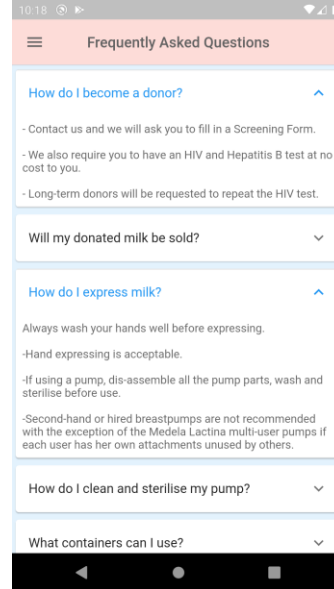 10:18
Frequently Asked Questions
How do I become a donor?
- Contact us and we will ask you to fill in a Screening Form.
- We also require you to have an HIV and Hepatitis B test at no
cost to you.
- Long-term donors will be requested to repeat the HIV test.
Will my donated milk be sold?
How do I express milk?
Always wash your hands well before expressing.
-Hand expressing is acceptable.
-If using a pump, dis-assemble all the pump parts, wash and
sterilise before use.
-Second-hand or hired breastpumps are not recommended
with the exception of the Medela Lactina multi-user pumps if
each user has her own attachments unused by others.
How do I clean and sterilise my pump?
What containers can I use?